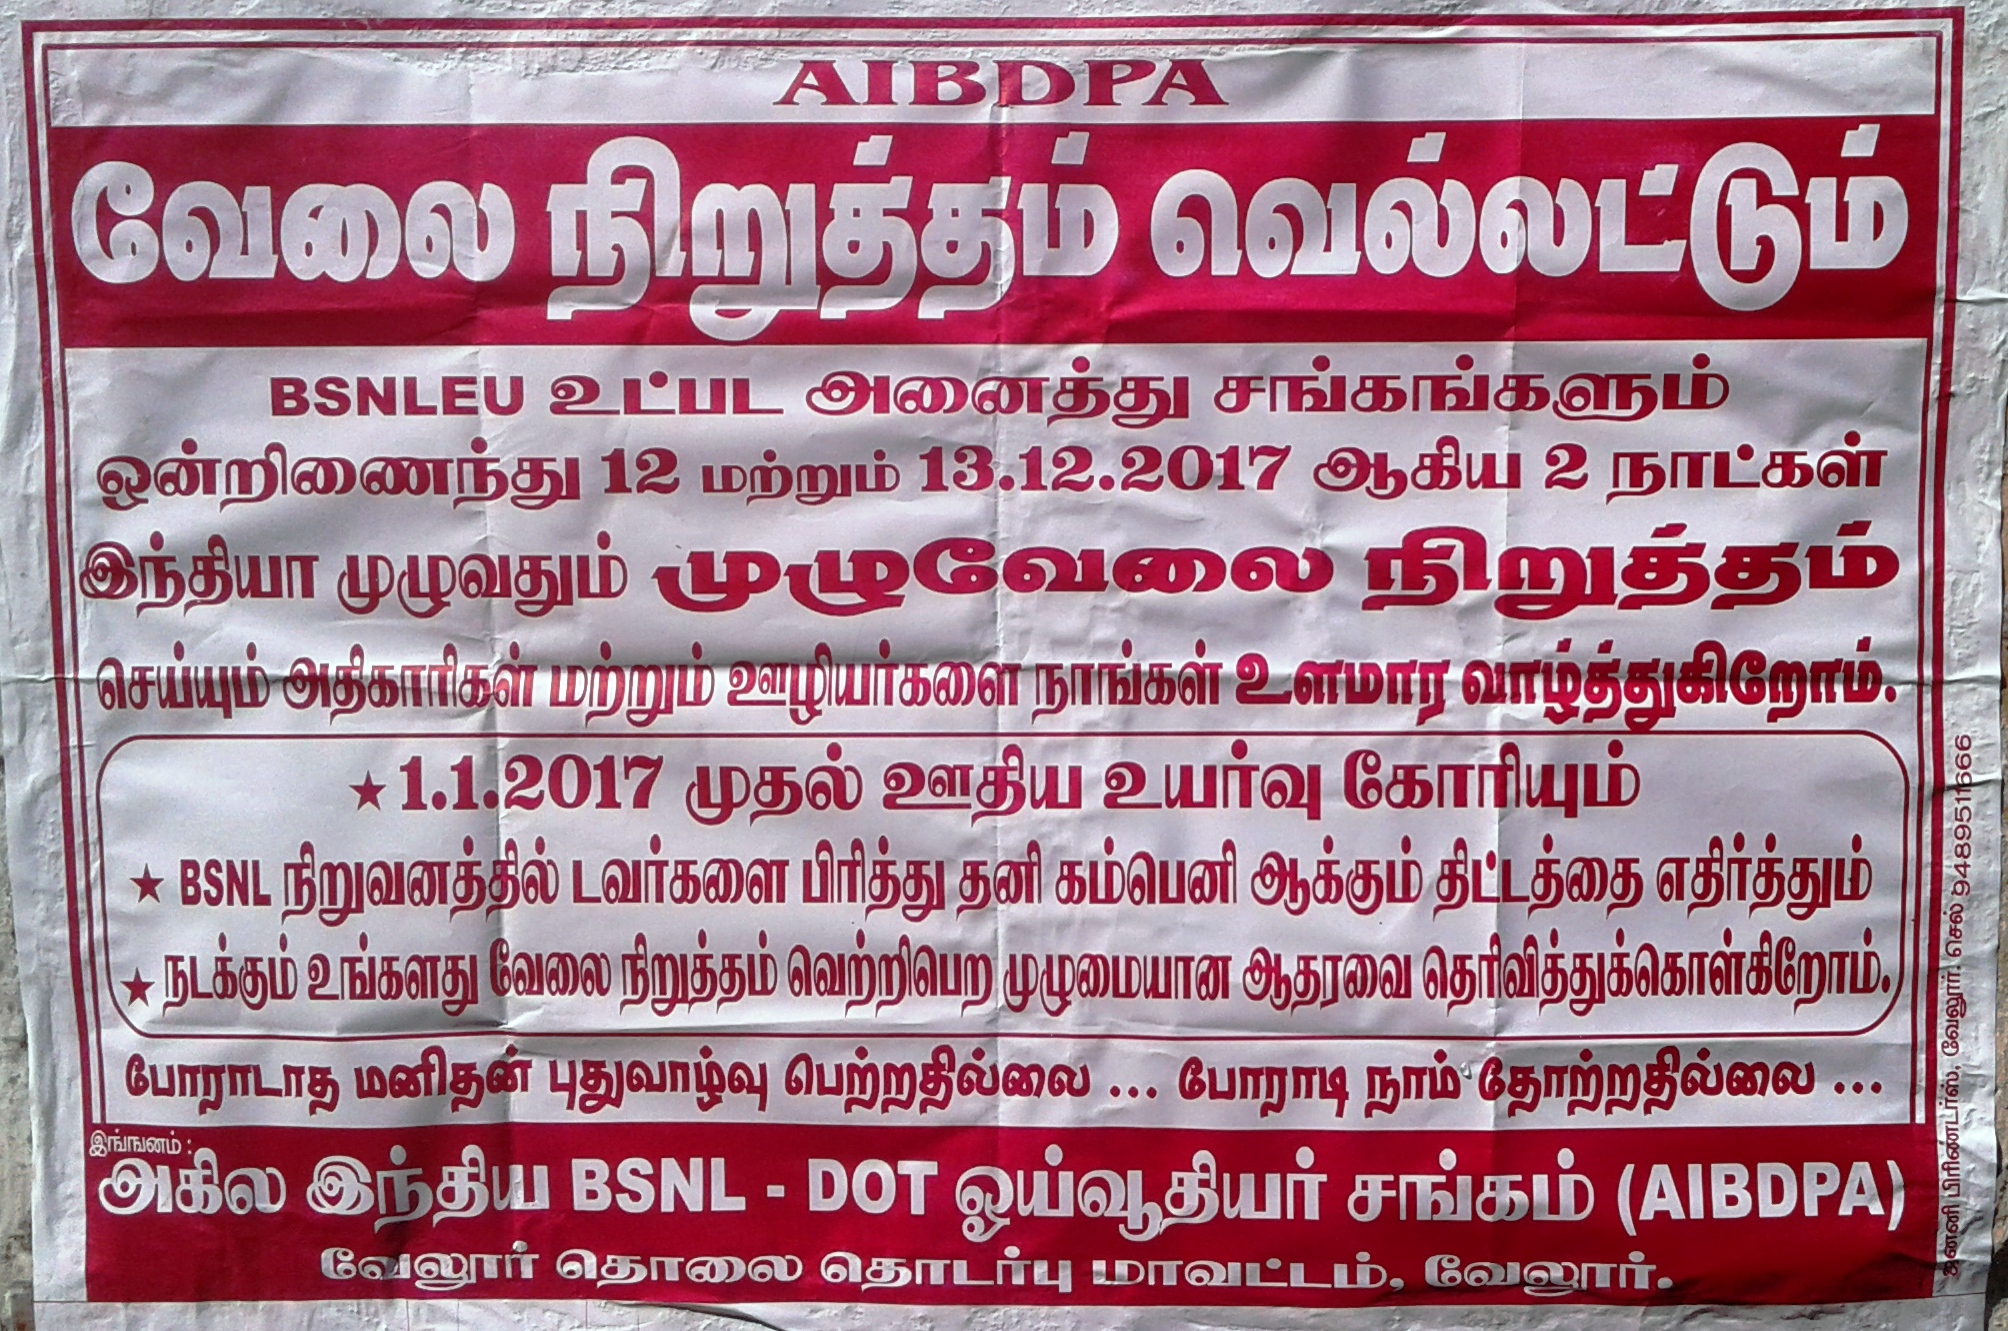 AIBDPA
வேலை நிறுத்தம் வெல்லட்டும்
BSNLEU உட்பட அனைத்து சங்கங்களும்
ஒன்றிணைந்து 12 மற்றும் 13.12.2017 ஆகிய 2 நாட்கள்
இந்தியா முழுவதும் முழுவேலை நிறுத்தம்
செய்யும் அதிகாரிகள் மற்றும் ஊழியர்களை நாங்கள் உளமார வாழ்த்துகிறோம்.
★ 1.1.2017 முதல் ஊதிய உயர்வு கோரியும்
★ BSNL நிறுவனத்தில் டவர்களை பிரித்து தனி கம்பெனி ஆக்கும் திட்டத்தை எதிர்த்தும்
★ நடக்கும் உங்களது வேலை நிறுத்தம் வெற்றிபெற முழுமையான ஆதரவை தெரிவித்துக்கொள்கிறோம்.
போராடாத மனிதன் புதுவாழ்வு பெற்றதில்லை ... போராடி நாம் தோற்றதில்லை ...
இங்ஙனம் :
அகில இந்திய BSNL - DOT ஓய்வூதியர் சங்கம் (AIBDPA)
வேலூர் தொலை தொடர்பு மாவட்டம், வேலூர்.
பிரிண்டர்ஸ், வேலூர். செல் 9489511666